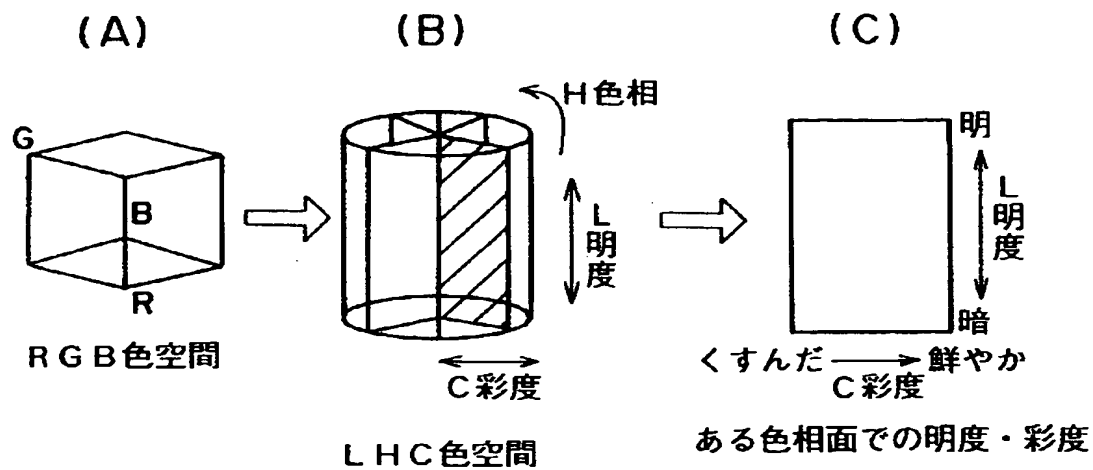 (A)
(B)
(C)
G
B
R
RGB色空間
H色相
L明度
C彩度
LHC色空間
明
L明度
暗
くすんだ
鮮やか
C彩度
ある色相面での明度・彩度